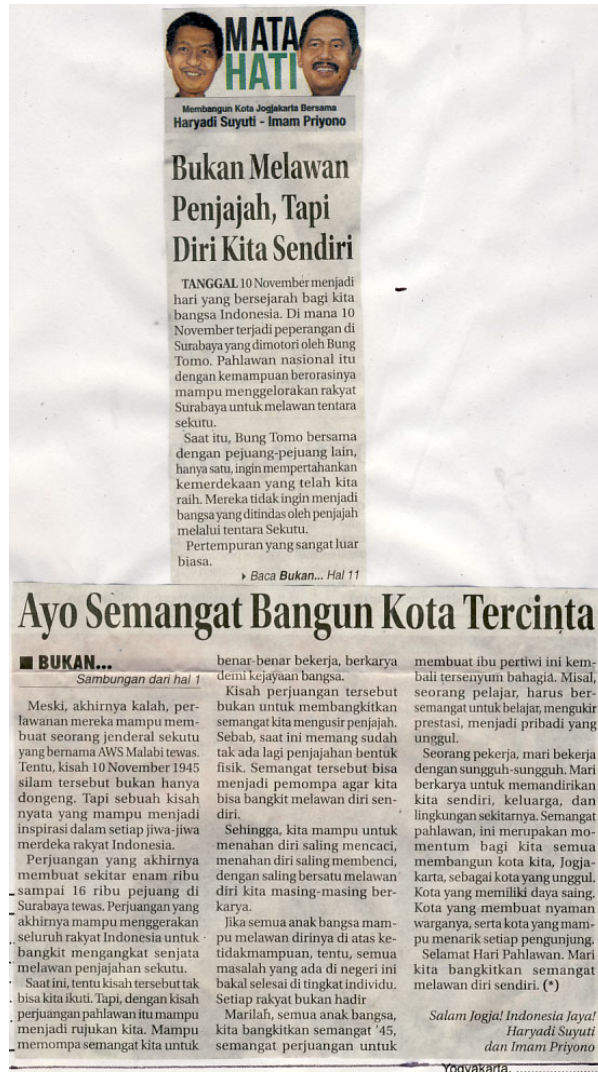 MATA
HATI
Membangun Kota Jogjakarta Bersama
Haryadi Suyuti - Imam Priyono
Bukan Melawan
Penjajah, Tapi
Diri Kita Sendiri
TANGGAL 10 November menjadi
hari yang bersejarah bagi kita
bangsa Indonesia. Di mana 10
November terjadi peperangan di
Surabaya yang dimotori oleh Bung
Tomo. Pahlawan nasional itu
dengan kemampuan berorasinya
mampu menggelorakan rakyat
Surabaya untuk melawan tentara
sekutu.
Saat itu, Bung Tomo bersama
dengan pejuang-pejuang lain,
hanya satu, ingin mempertahankan
kemerdekaan yang telah kita
raih. Mereka tidak ingin menjadi
bangsa yang ditindas oleh penjajah
melalui tentara Sekutu.
Pertempuran yang sangat luar
biasa.
Baca Bukan... Hal 11
Ayo Semangat Bangun Kota Tercinta
BUKAN...
Sambungan dari hal 1
Meski, akhirnya kalah, per-
lawanan mereka mampu mem-
buat seorang jenderal sekutu
yang bernama AWS Malabi tewas.
Tentu, kisah 10 November 1945
silam tersebut bukan hanya
dongeng. Tapi sebuah kisah
nyata yang mampu menjadi
inspirasi dalam setiap jiwa-jiwa
merdeka rakyat Indonesia.
Perjuangan yang akhirnya
membuat sekitar enam ribu
sampai 16 ribu pejuang di
Surabaya tewas. Perjuangan yang
akhirnya mampu menggerakan
seluruh rakyat Indonesia untuk
bangkit mengangkat senjata
melawan penjajahan sekutu.
Saat ini, tentu kisah tersebut tak
bisa kita ikuti. Tapi, dengan kisah
perjuangan pahlawan itu mampu
menjadi rujukan kita. Mampu
memompa semangat kita untuk
benar-benar bekerja, berkarya
demi kejayaan bangsa.
Kisah perjuangan tersebut
bukan untuk membangkitkan
semangat kita mengusir penjajah.
Sebab, saat ini memang sudah
tak ada lagi penjajahan bentuk
fisik. Semangat tersebut bisa
menjadi pemompa agar kita
bisa bangkit melawan diri sen-
diri.
Sehingga, kita mampu untuk
menahan diri saling mencaci,
menahan diri saling membenci,
dengan saling bersatu melawan
diri kita masing-masing ber-
karya.
Jika semua anak bangsa mam-
pu melawan dirinya di atas ke-
tidakmampuan, tentu, semua
masalah yang ada di negeri ini
bakal selesai di tingkat individu.
Setiap rakyat bukan hadir
Marilah, semua anak bangsa,
kita bangkitkan semangat '45,
semangat perjuangan untuk
membuat ibu pertiwi ini kem-
bali tersenyum bahagia. Misal,
seorang pelajar, harus ber-
semangat untuk belajar, mengukir
prestasi, menjadi pribadi yang
unggul.
Seorang pekerja, mari bekerja
dengan sungguh-sungguh. Mari
berkarya untuk memandirikan
kita sendiri, keluarga, dan
lingkungan sekitarnya. Semangat
pahlawan, ini merupakan mo-
mentum bagi kita semua
membangun kota kita, Jogja-
karta, sebagai kota yang unggul.
Kota yang memiliki daya saing.
Kota yang membuat nyaman
warganya, serta kota yang mam-
pu menarik setiap pengunjung.
Selamat Hari Pahlawan. Mari
kita bangkitkan semangat
melawan diri sendiri. (*)
Salam Jogja! Indonesia Jaya!
Haryadi Suyuti
dan Imam Priyono
Yogyakarta, ..................